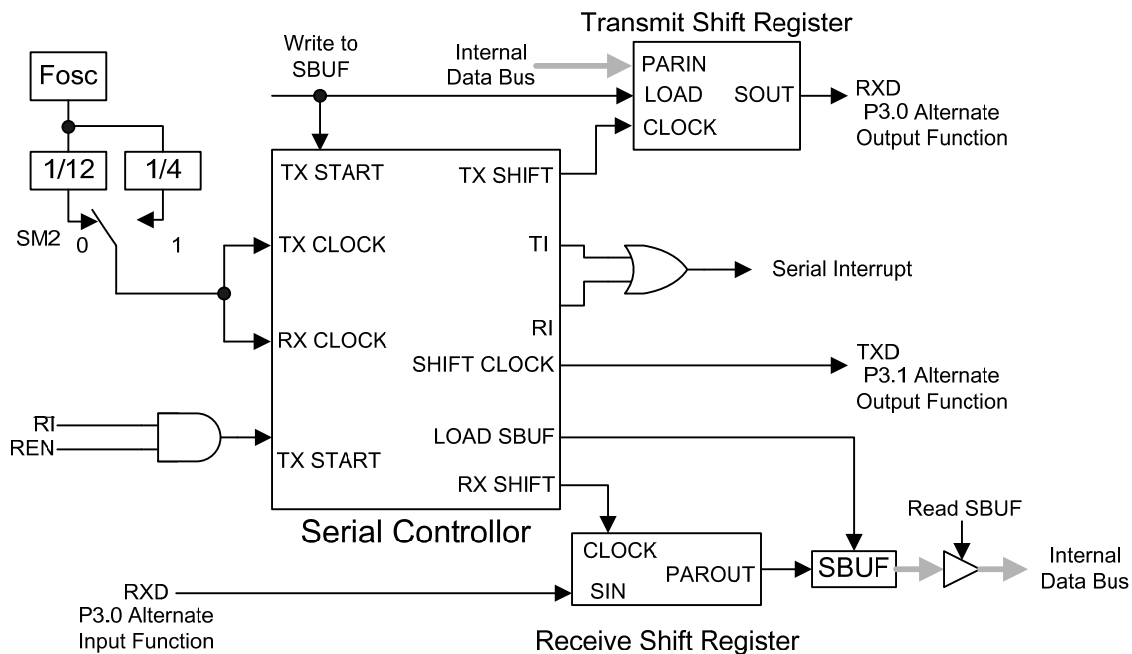 Transmit Shift Register
Write to
SBUF
Internal
Data Bus
Fosc
PARIN
LOAD
SOUT
CLOCK
RXD
P3.0 Alternate
Output Function
1/12
1/4
TX START
TX SHIFT
SM2
0
1
TX CLOCK
TI
Serial Interrupt
RI
RX CLOCK
SHIFT CLOCK
TXD
P3.1 Alternate
Output Function
RI
REN
LOAD SBUF
TX START
RX SHIFT
Serial Controllor
Read SBUF
CLOCK
PAROUT
SIN
SBUF
Internal
Data Bus
RXD
P3.0 Alternate
Input Function
Receive Shift Register